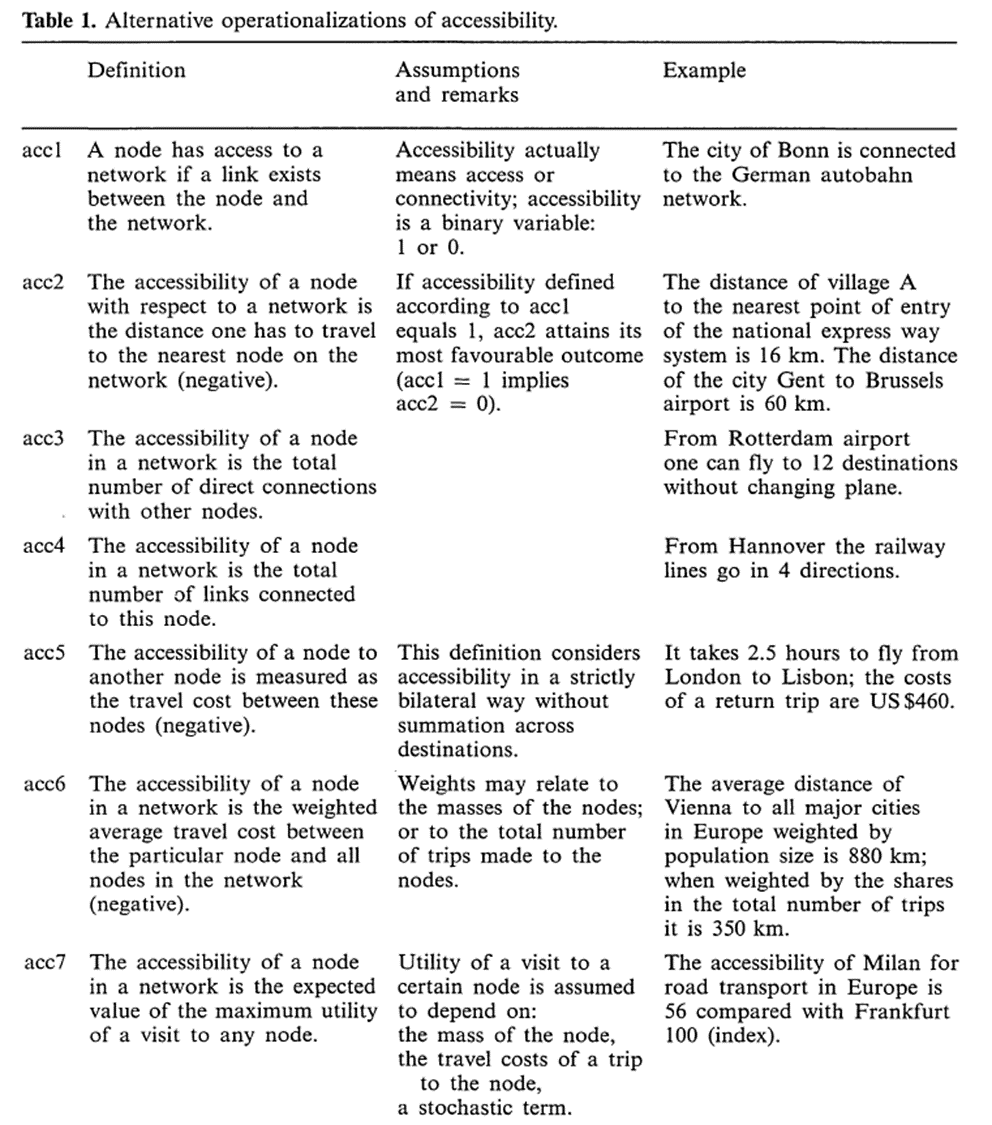 Table 1. Alternative operationalizations of accessibility.
Definition Assumptions and remarks Example
acc1 A node has access to a network if a link exists between the node and the network. Accessibility actually means access or connectivity; accessibility is a binary variable: 1 or 0. The city of Bonn is connected to the German autobahn network.
acc2 The accessibility of a node with respect to a network is the distance one has to travel to the nearest node on the network (negative). If accessibility defined according to acc1 equals 1, acc2 attains its most favourable outcome (acc1 = 1 implies acc2 = 0). The distance of village A to the nearest point of entry of the national express way system is 16 km. The distance of the city Gent to Brussels airport is 60 km.
acc3 The accessibility of a node in a network is the total number of direct connections with other nodes. From Rotterdam airport one can fly to 12 destinations without changing plane.
acc4 The accessibility of a node in a network is the total number of links connected to this node. From Hannover the railway lines go in 4 directions.
acc5 The accessibility of a node to another node is measured as the travel cost between these nodes (negative). This definition considers accessibility in a strictly bilateral way without summation across destinations. It takes 2.5 hours to fly from London to Lisbon; the costs of a return trip are US$460.
acc6 The accessibility of a node in a network is the weighted average travel cost between the particular node and all nodes in the network (negative). Weights may relate to the masses of the nodes; or to the total number of trips made to the nodes. The average distance of Vienna to all major cities in Europe weighted by population size is 880 km; when weighted by the shares in the total number of trips it is 350 km.
acc7 The accessibility of a node in a network is the expected value of the maximum utility of a visit to any node. Utility of a visit to a certain node is assumed to depend on: the mass of the node, the travel costs of a trip to the node, a stochastic term. The accessibility of Milan for road transport in Europe is 56 compared with Frankfurt 100 (index).